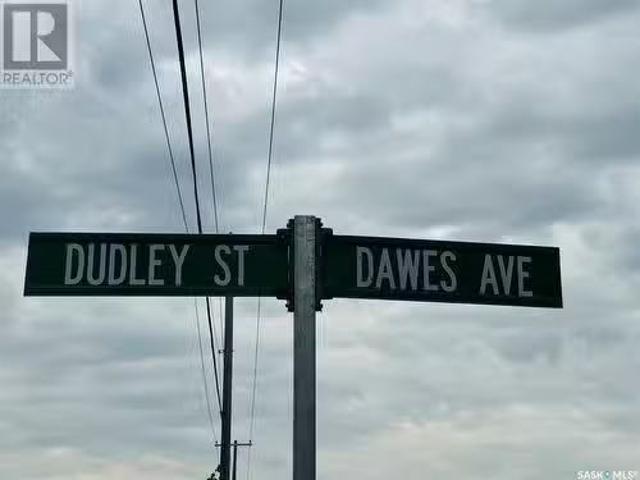 R
REALTOR®
DUDLEY ST
DAWES AVE
SASK MLS®